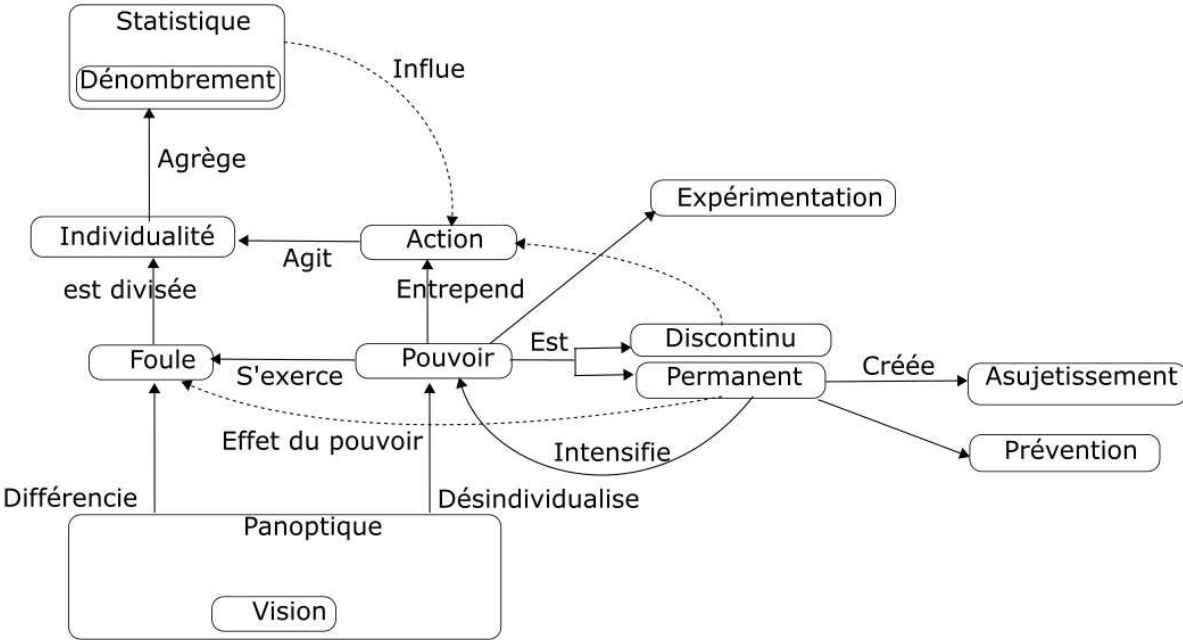 Statistique
Dénombrement
Influe
Agrège
Expérimentation
Individualité
Action
Agit
est divisée
Entrepend
Est
Discontinu
Foule
Pouvoir
S'exerce
Permanent
Créée
Asujetissement
Effet du pouvoir
Intensifie
Prévention
Différencie
Désindividualise
Panoptique
Vision